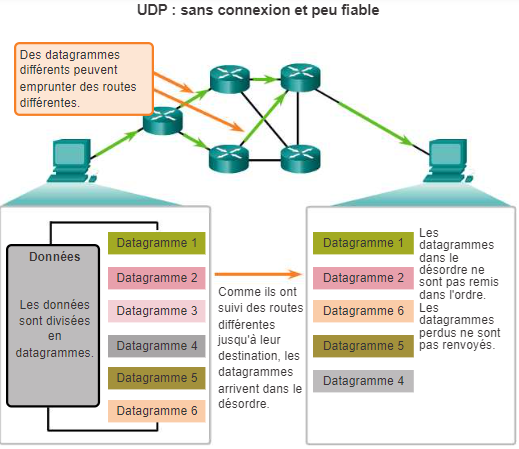 UDP : sans connexion et peu fiable
Des datagrammes
différents peuvent
emprunter des routes
différentes.
Données
Les données
sont divisées
en
datagrammes.
Datagramme 1
Datagramme 2
Datagramme 3
Datagramme 4
Datagramme 5
Datagramme 6
Comme ils ont
suivi des routes
différentes
jusqu'à leur
destination, les
datagrammes
arrivent dans le
désordre.
Datagramme 1
Datagramme 2
Datagramme 6
Datagramme 5
Datagramme 4
Les
datagrammes
dans le
désordre ne
sont pas remis
dans l'ordre.
Les
datagrammes
perdus ne sont
pas renvoyés.